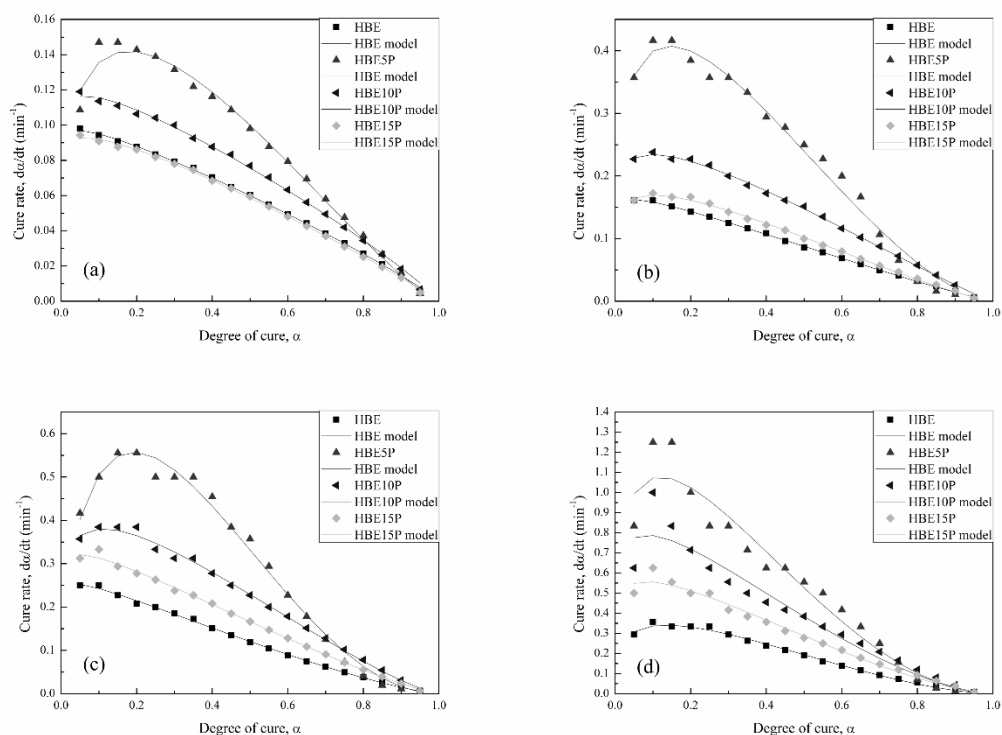 0.16
0.14
0.12
0.10
0.08
0.06
0.04
0.02
0.00
0.0 0.2 0.4 0.6 0.8 1.0
Cure rate, dα/dt (min⁻¹)
Degree of cure, α
(a)
HBE
HBE model
HBE5P
HBE model
HBE10P
HBE10P model
HBE15P
HBE15P model
0.4
0.3
0.2
0.1
0.0
0.0 0.2 0.4 0.6 0.8 1.0
Cure rate, dα/dt (min⁻¹)
Degree of cure, α
(b)
HBE
HBE model
HBE5P
HBE model
HBE10P
HBE10P model
HBE15P
HBE15P model
0.6
0.5
0.4
0.3
0.2
0.1
0.0
0.0 0.2 0.4 0.6 0.8 1.0
Cure rate, dα/dt (min⁻¹)
Degree of cure, α
(c)
HBE
HBE model
HBE5P
HBE model
HBE10P
HBE10P model
HBE15P
HBE15P model
1.4
1.3
1.2
1.1
1.0
0.9
0.8
0.7
0.6
0.5
0.4
0.3
0.2
0.1
0.0
0.0 0.2 0.4 0.6 0.8 1.0
Cure rate, dα/dt (min⁻¹)
Degree of cure, α
(d)
HBE
HBE model
HBE5P
HBE model
HBE10P
HBE10P model
HBE15P
HBE15P model